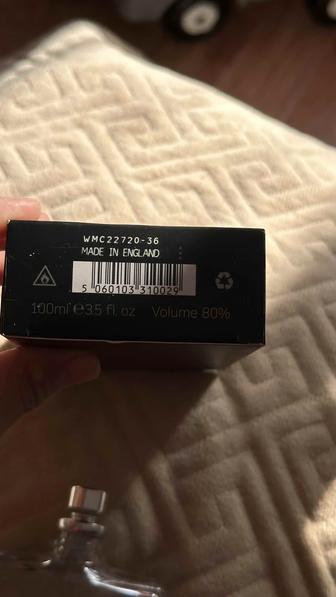 WMC22720-36
MADE IN ENGLAND
5 060103 310029
100ml ℮3.5 fl. oz Volume 80%